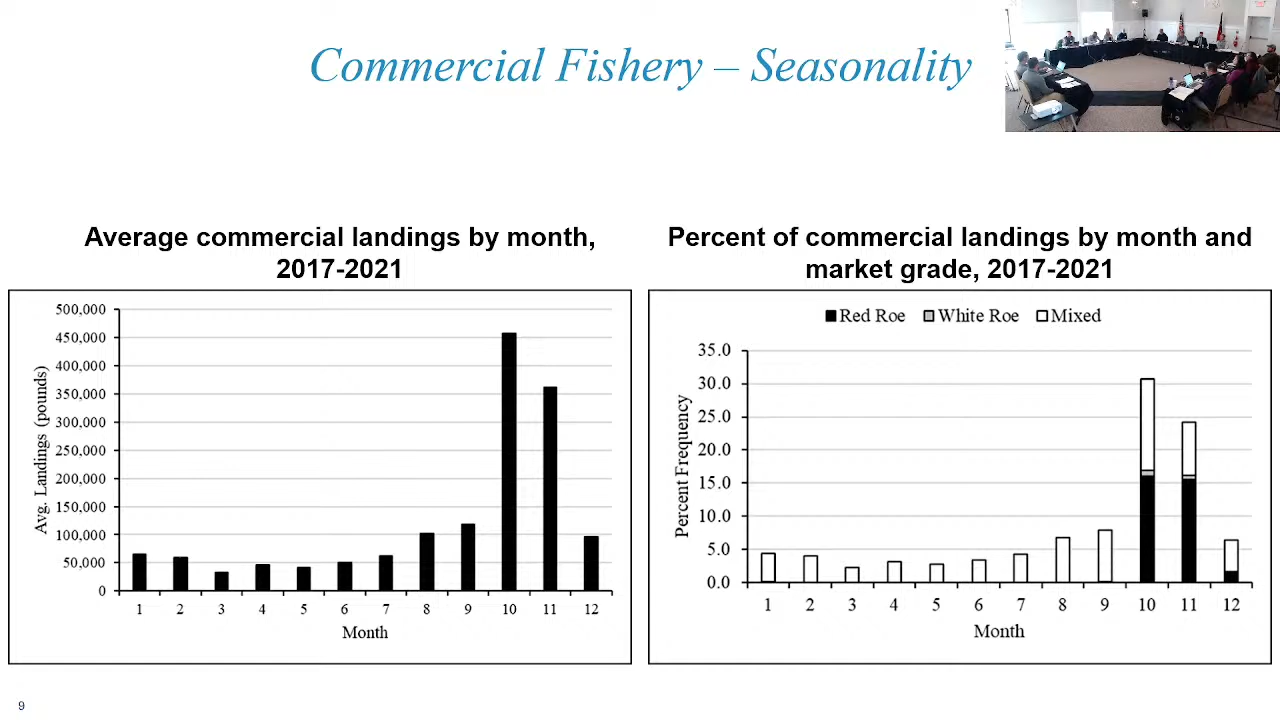 Commercial Fishery – Seasonality
Average commercial landings by month,
2017-2021
500,000
450,000
400,000
350,000
300,000
250,000
200,000
150,000
100,000
50,000
0
Avg. Landings (pounds)
1 2 3 4 5 6 7 8 9 10 11 12
Month
Percent of commercial landings by month and
market grade, 2017-2021
Red Roe White Roe Mixed
35.0
30.0
25.0
20.0
15.0
10.0
5.0
0.0
Percent Frequency
1 2 3 4 5 6 7 8 9 10 11 12
Month
9